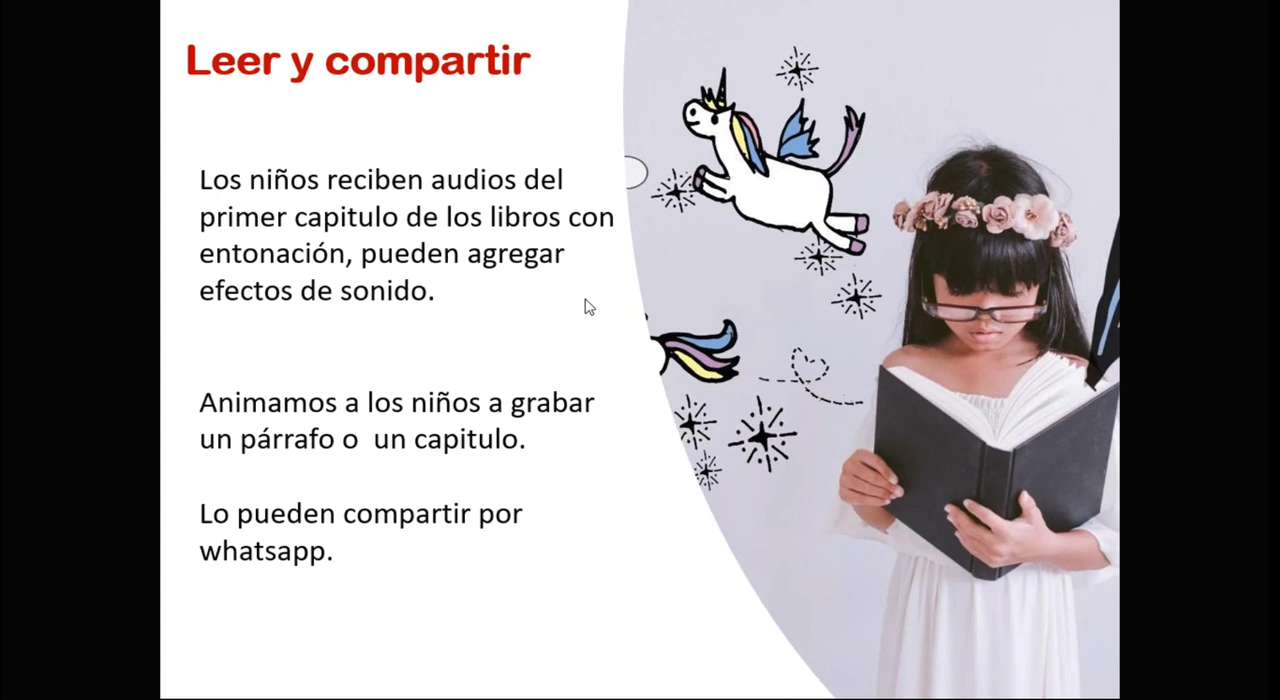 Leer y compartir
Los niños reciben audios del
primer capitulo de los libros con
entonación, pueden agregar
efectos de sonido.
Animamos a los niños a grabar
un párrafo o  un capitulo.
Lo pueden compartir por
whatsapp.